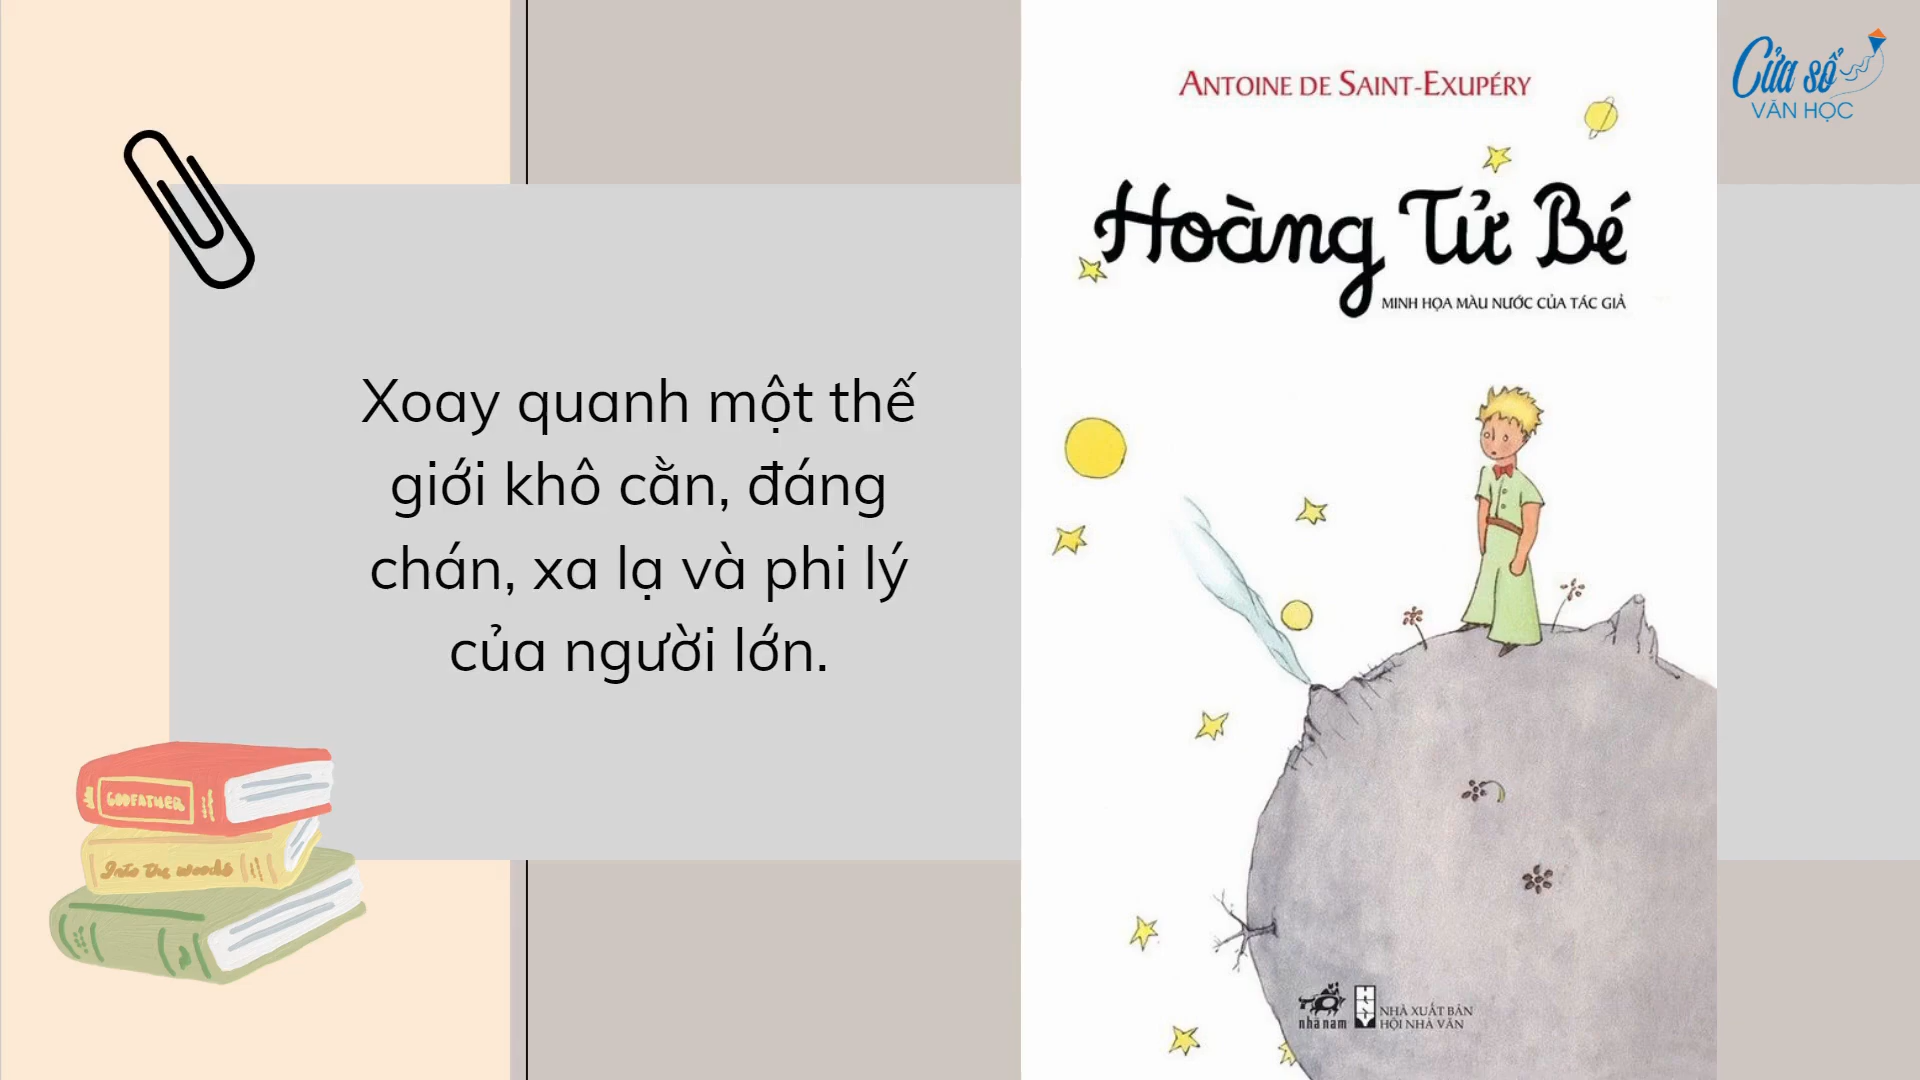 Xoay quanh một thế
giới khô cằn, đáng
chán, xa lạ và phi lý
của người lớn.
GODFATHER
Into the woods
ANTOINE DE SAINT-EXUPÉRY
Hoàng Tử Bé
MINH HỌA MÀU NƯỚC CỦA TÁC GIẢ
nhã nam
HNV
NHÀ XUẤT BẢN
HỘI NHÀ VĂN
Cửa sổ
VĂN HỌC